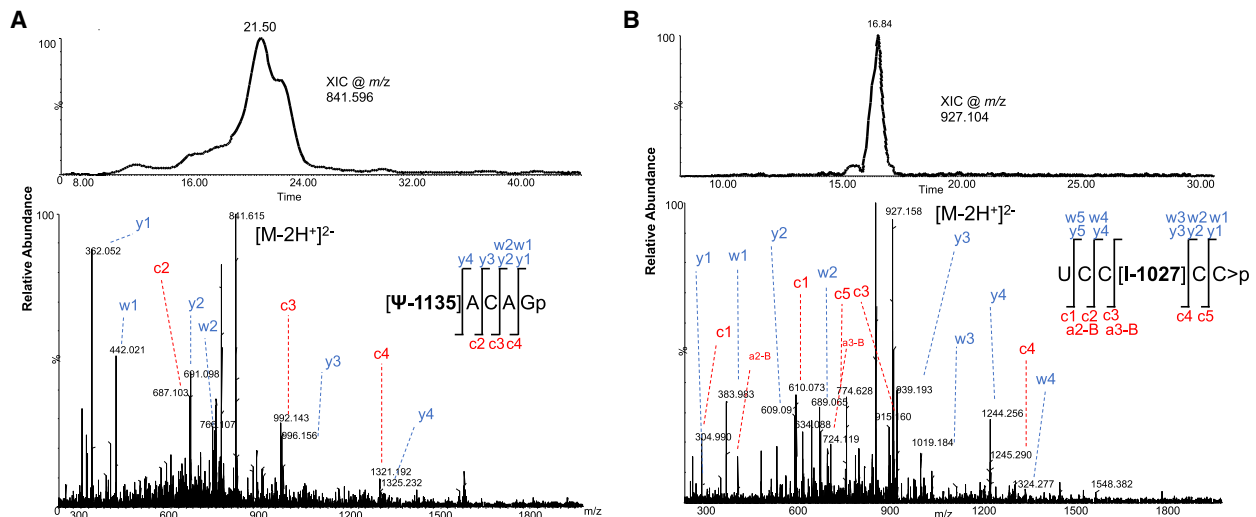 A
21.50
100
XIC @ m/z
841.596
%
0
8.00
16.00
24.00
32.00
40.00
Time
100
841.615
[M-2H⁺]²⁻
y1
362.052
c2
w1
442.021
y2
w2
691.098
687.103
c3
992.143
996.156
y3
c4
y4
1321.192
1325.232
w2w1
y4 y3 y2 y1
[Ψ-1135]ACAGp
c2 c3 c4
Relative Abundance
%
300
600
900
1200
1500
m/z
B
16.84
100
XIC @ m/z
927.104
%
0
10.00
15.00
20.00
25.00
30.00
Time
100
927.158
[M-2H⁺]²⁻
y1
w1
c1
a2-B
y2
c1
w2
c5
c3
a3-B
y3
y4
w3
c4
w4
304.990
383.983
609.091
610.073
634.088
689.065
724.119
774.628
939.193
1019.184
1244.256
1245.290
1324.277
1548.382
w5 w4 w3 w2 w1
y5 y4 y3 y2 y1
UCC[I-1027]CC>p
c1 c2 c3 c4 c5
a2-B a3-B
Relative Abundance
%
300
600
900
1200
1500
1800
m/z